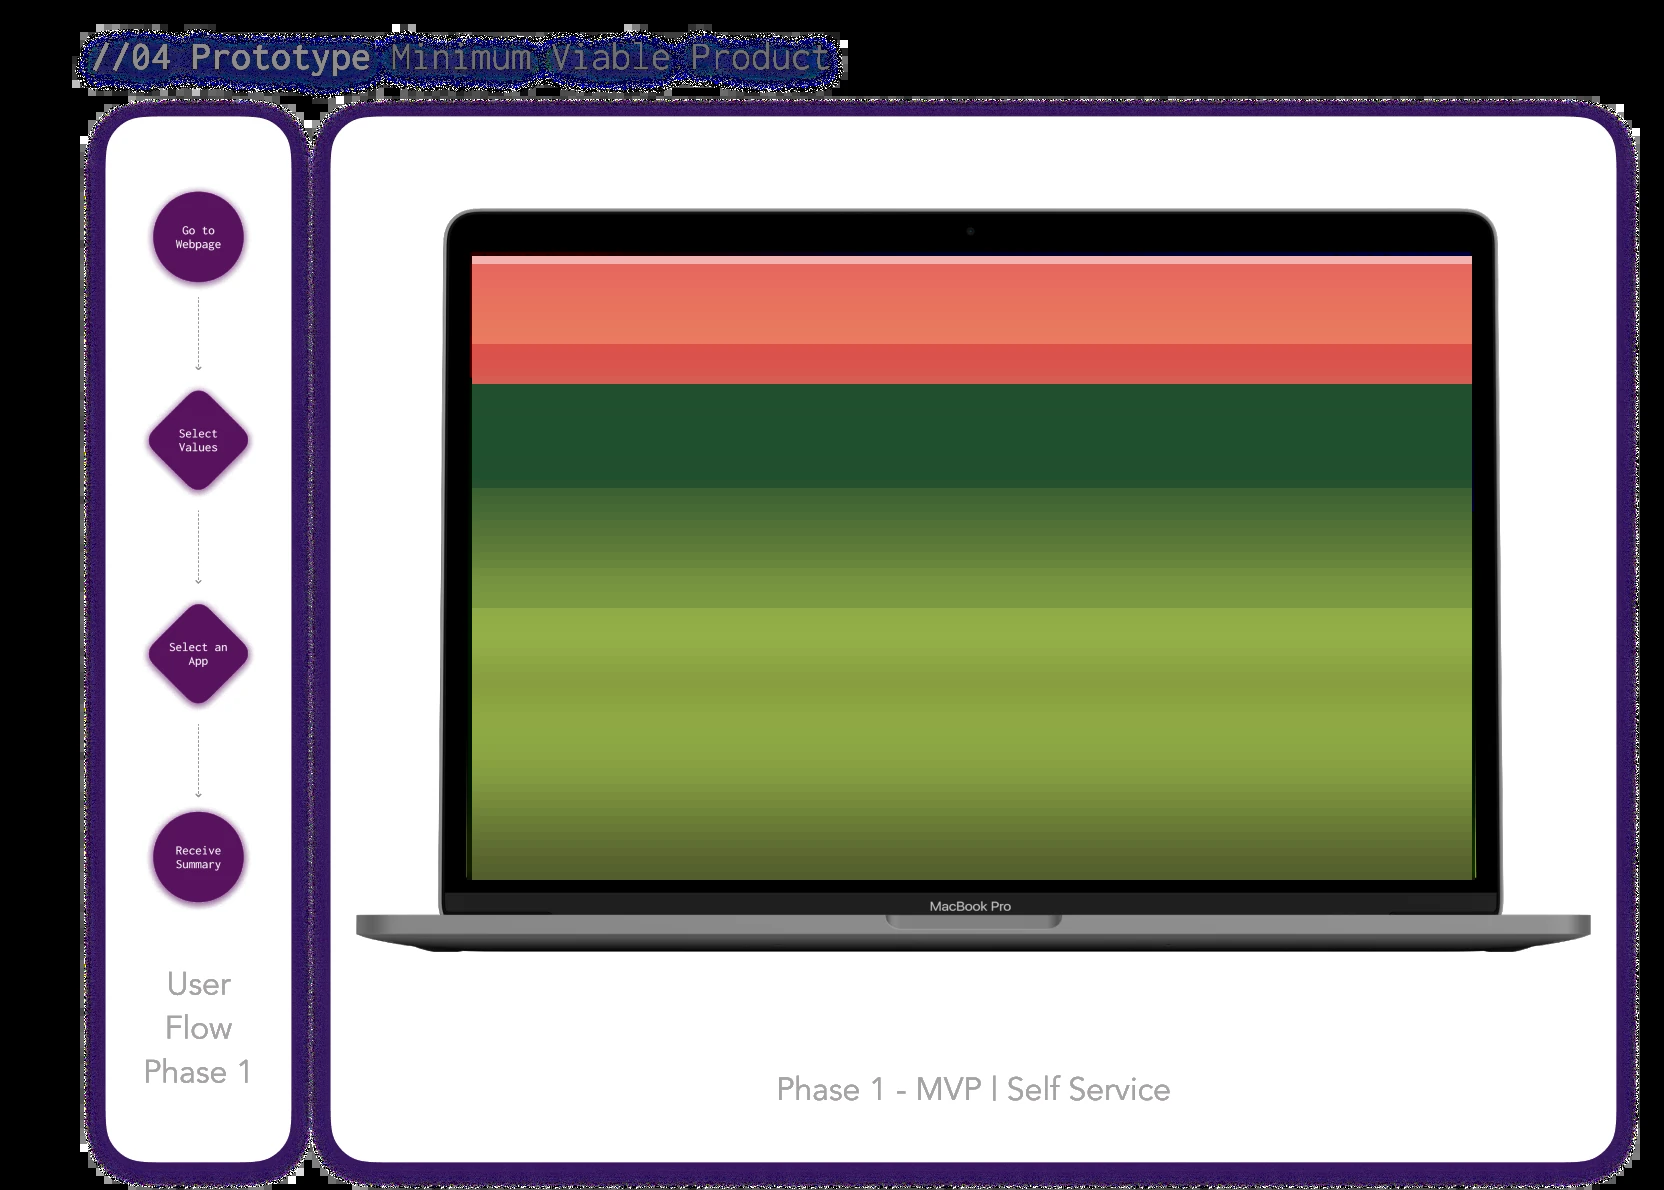 //04 Prototype Minimum Viable Product
Go to
Webpage
Select
Values
Select an
App
Receive
Summary
User
Flow
Phase 1
MacBook Pro
Phase 1 - MVP | Self Service